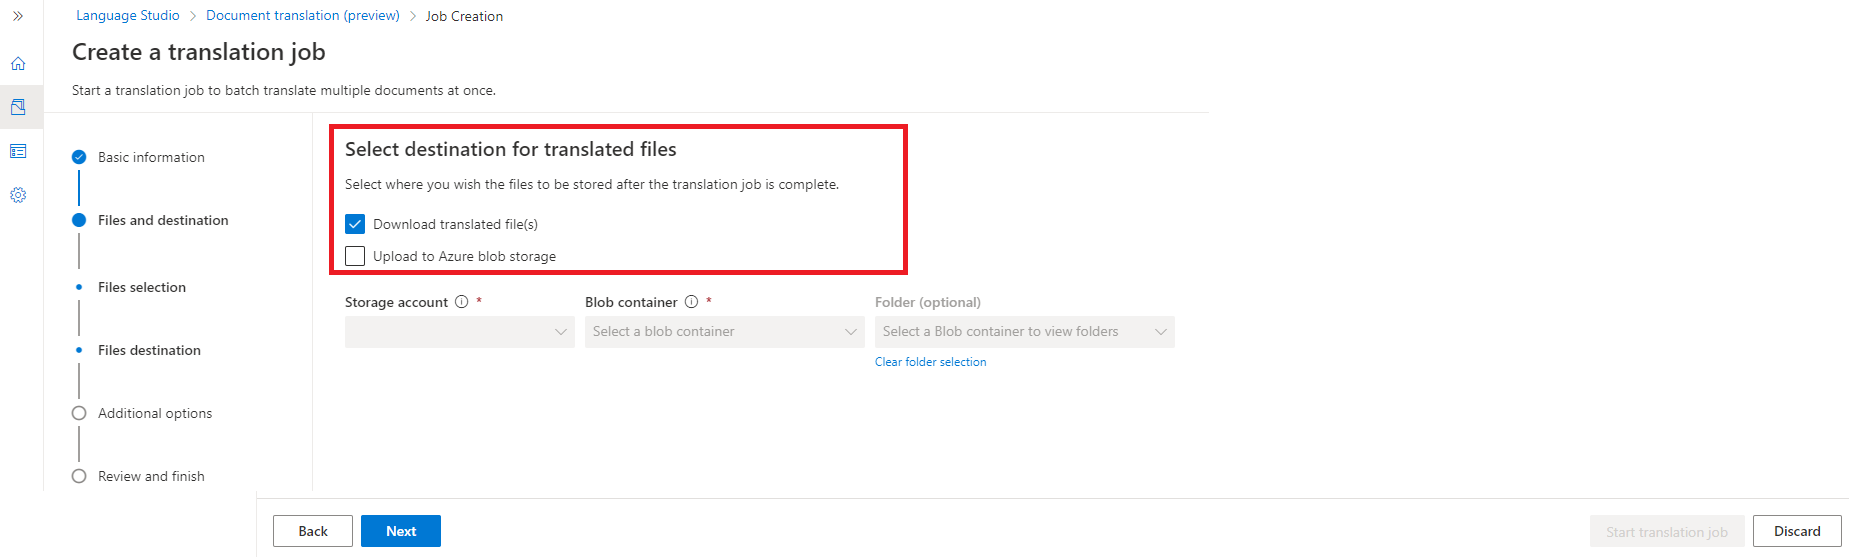 Language Studio > Document translation (preview) > Job Creation
Create a translation job
Start a translation job to batch translate multiple documents at once.
Basic information
Files and destination
Files selection
Files destination
Additional options
Review and finish
Select destination for translated files
Select where you wish the files to be stored after the translation job is complete.
Download translated file(s)
Upload to Azure blob storage
Storage account * Blob container * Folder (optional)
Select a blob container Select a Blob container to view folders
Clear folder selection
Back Next Start translation job Discard